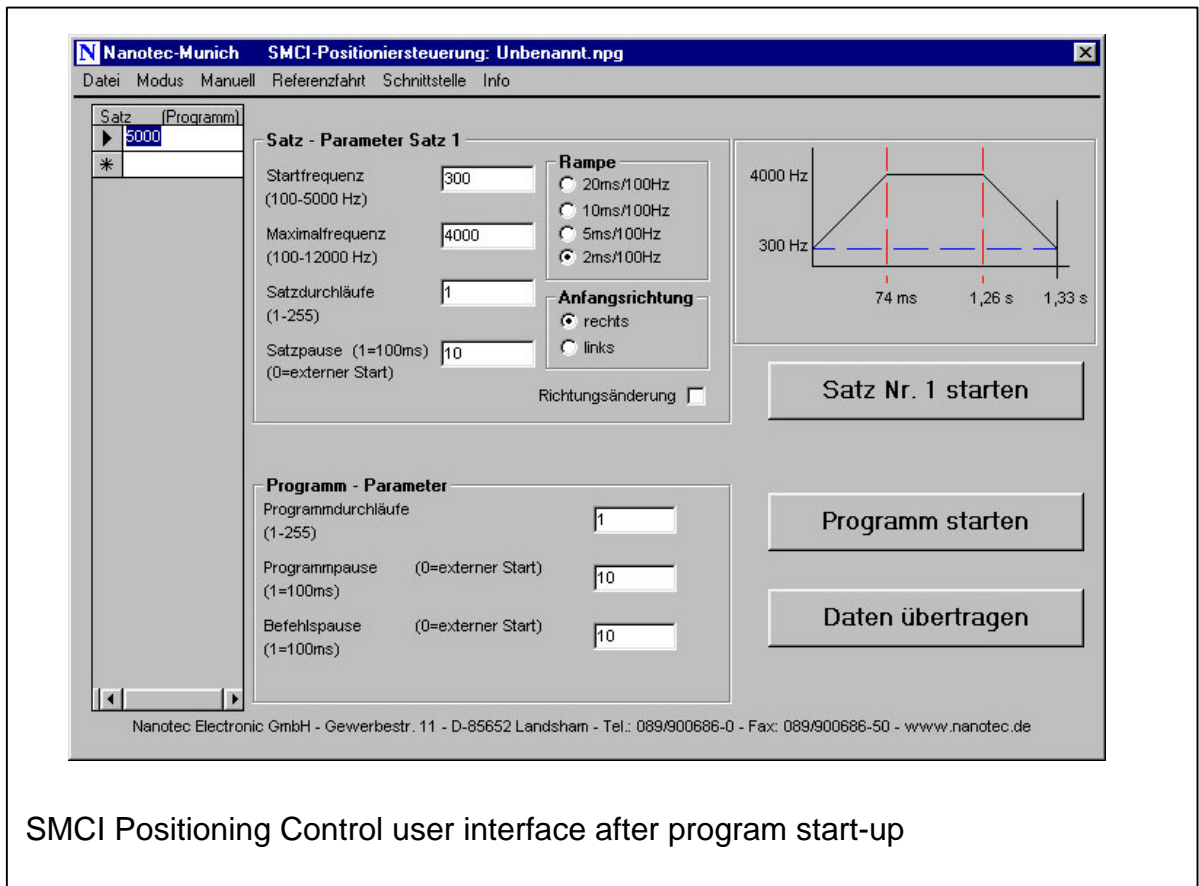 Nanotec-Munich SMCI-Positioniersteuerung: Unbenannt.npg
Datei Modus Manuell Referenzfahrt Schnittstelle Info
Satz (Programm)
5000
Satz - Parameter Satz 1
Startfrequenz
(100-5000 Hz)
300
Maximalfrequenz
(100-12000 Hz)
4000
Satzdurchläufe
(1-255)
1
Satzpause (1=100ms)
(0=externer Start)
10
Rampe
20ms/100Hz
10ms/100Hz
5ms/100Hz
2ms/100Hz
Anfangsrichtung
rechts
links
Richtungsänderung
4000 Hz
300 Hz
74 ms 1,26 s 1,33 s
Satz Nr. 1 starten
Programm - Parameter
Programmdurchläufe
(1-255)
1
Programmpause (0=externer Start)
(1=100ms)
10
Befehlspause (0=externer Start)
(1=100ms)
10
Programm starten
Daten übertragen
Nanotec Electronic GmbH - Gewerbestr. 11 - D-85652 Landsham - Tel.: 089/900686-0 - Fax: 089/900686-50 - www.nanotec.de
SMCI Positioning Control user interface after program start-up